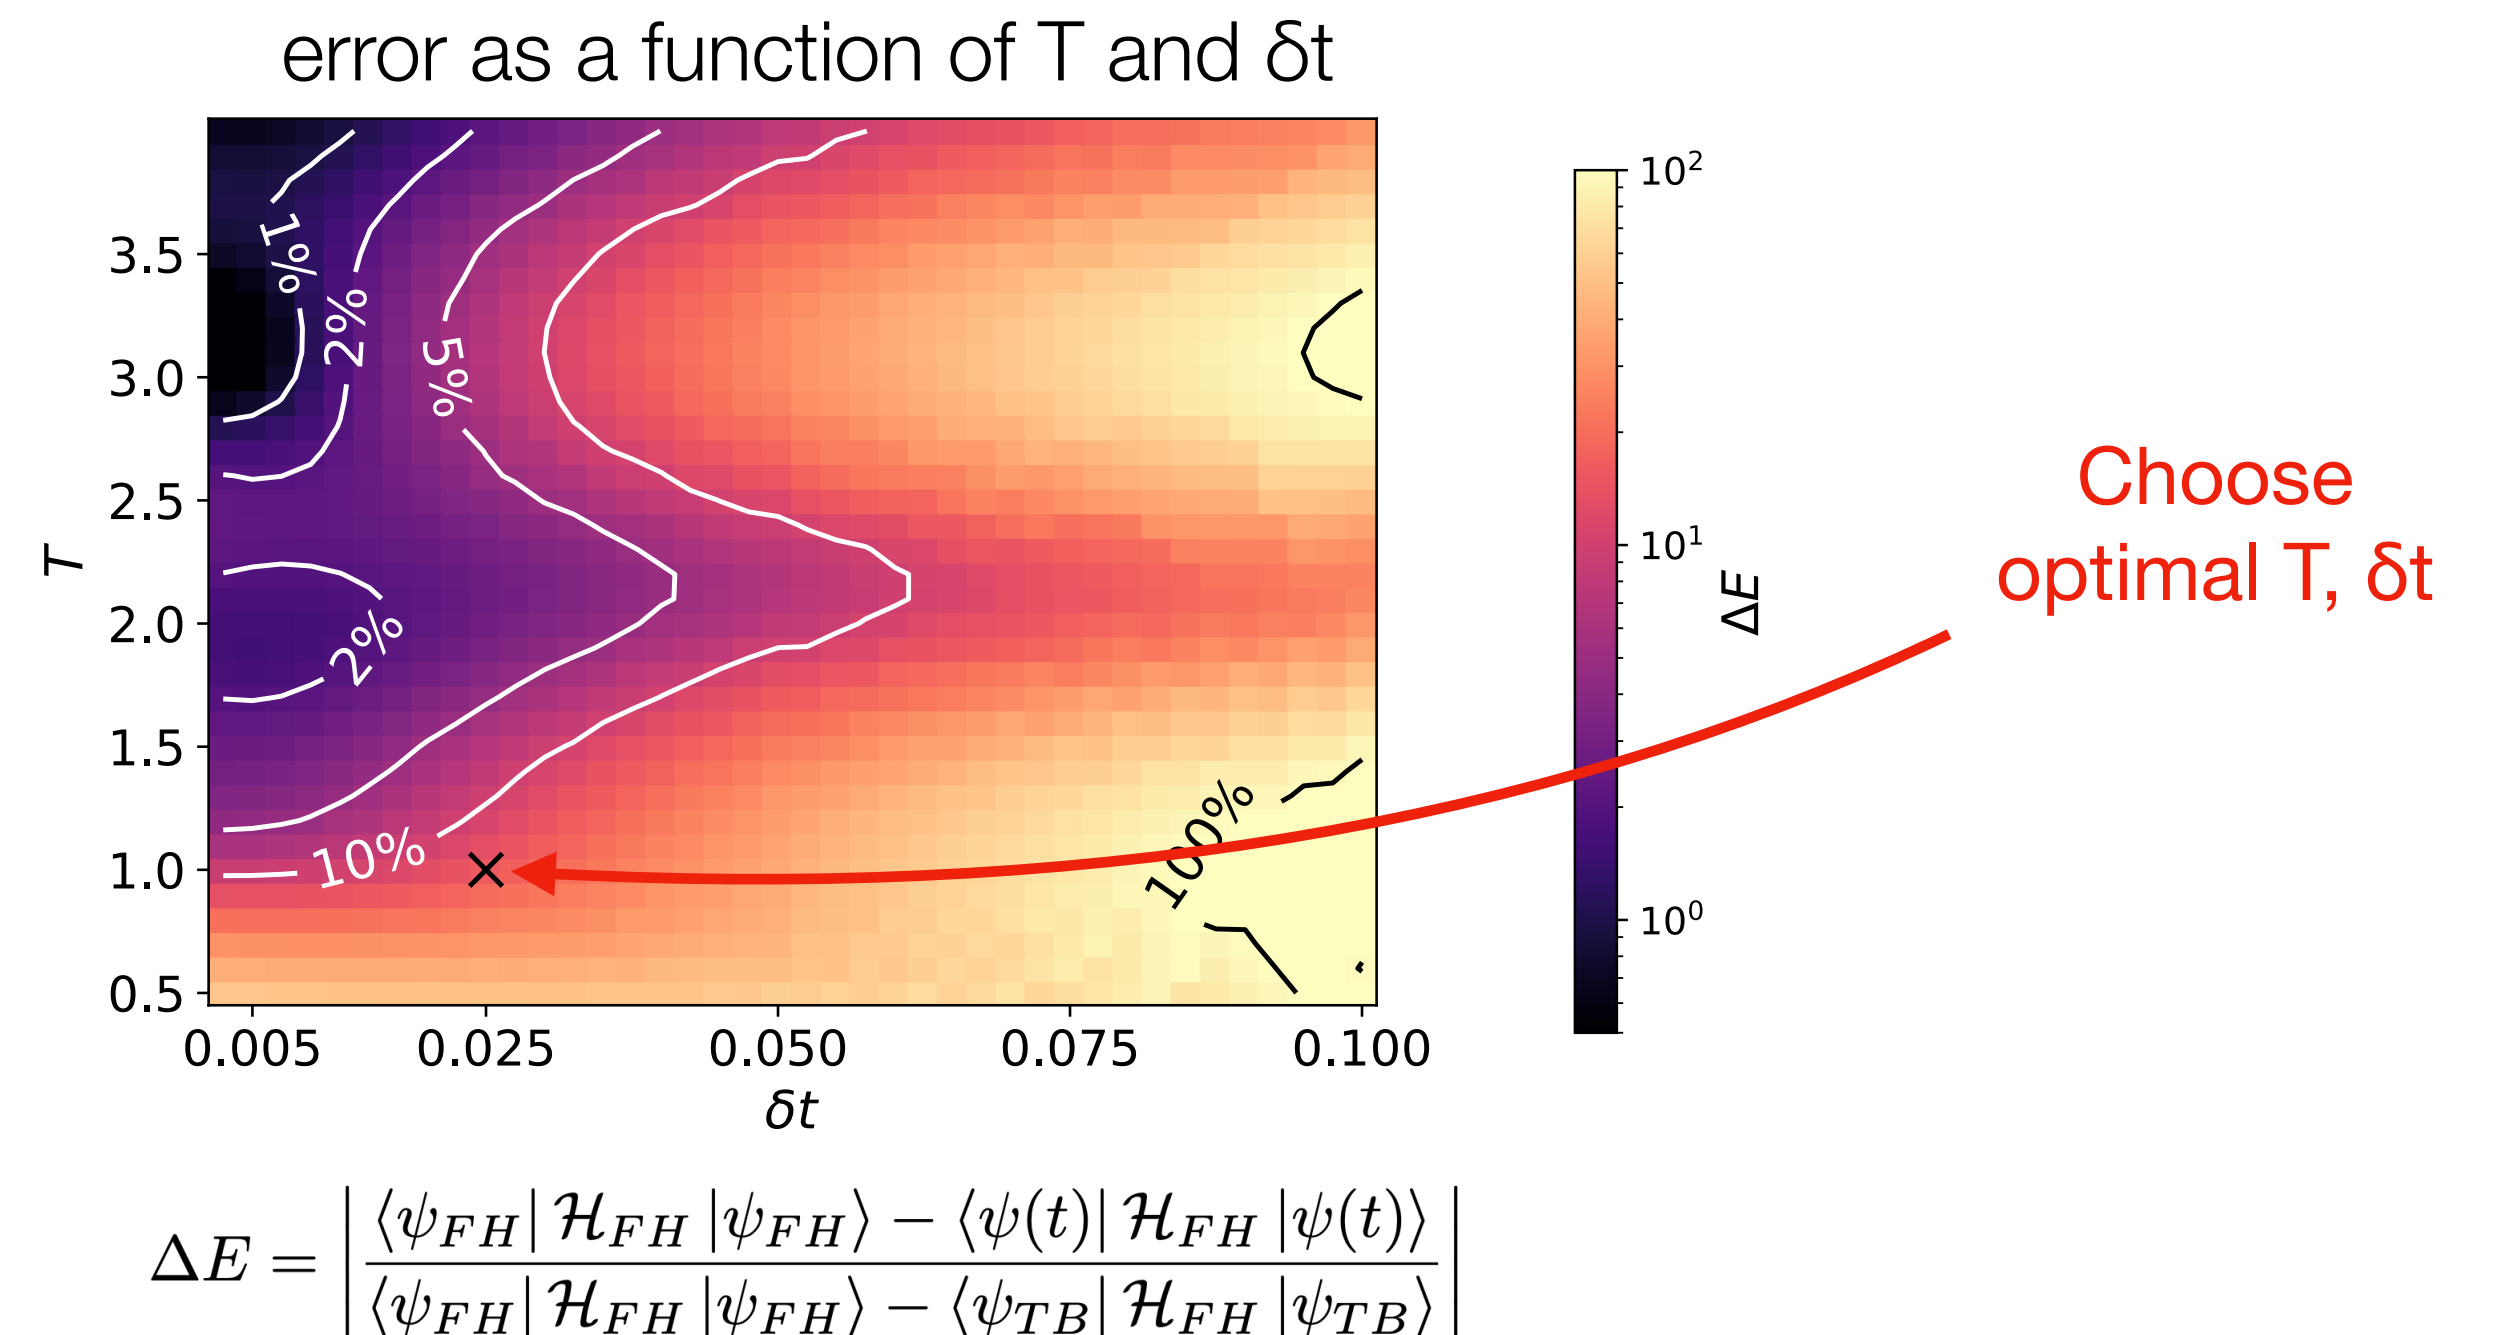 error as a function of T and δt
1%
2%
5%
2%
10%
100%
3.5
3.0
2.5
2.0
1.5
1.0
0.5
T
0.005 0.025 0.050 0.075 0.100
δt
10²
10¹
10⁰
ΔE
Choose
optimal T, δt
ΔE = | ⟨ψ_FH| ℋ_FH |ψ_FH⟩ − ⟨ψ(t)| ℋ_FH |ψ(t)⟩ |
⟨ψ_FH| ℋ_FH |ψ_FH⟩ − ⟨ψ_TB| ℋ_FH |ψ_TB⟩